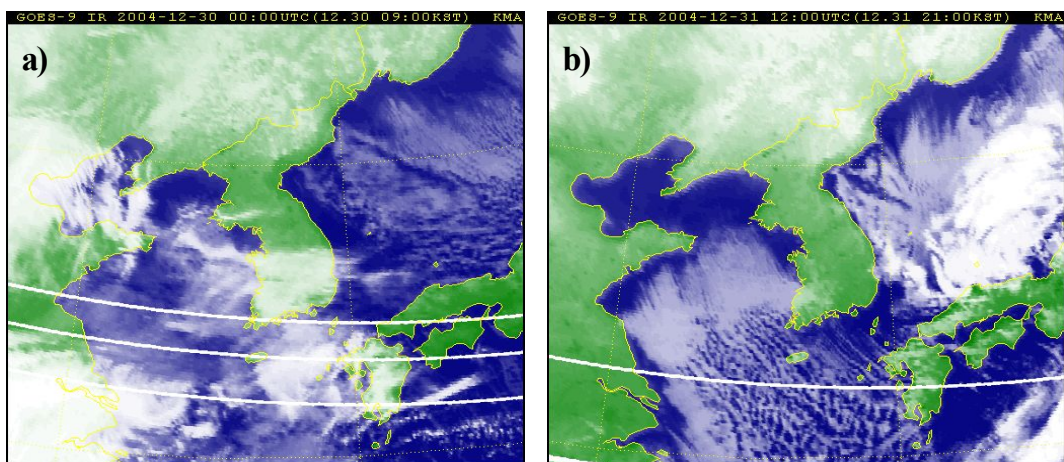 GOES-9 IR 2004-12-30 00:00UTC(12.30 09:00KST) KMA
a)
GOES-9 IR 2004-12-31 12:00UTC(12.31 21:00KST) KMA
b)